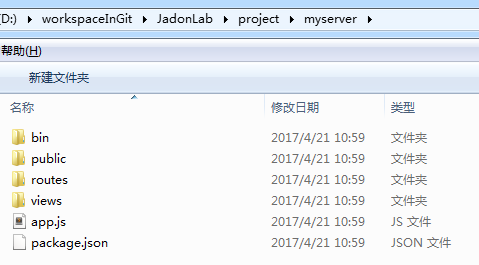 (D:) ▸ workspaceInGit ▸ JadonLab ▸ project ▸ myserver ▸
帮助(H)
新建文件夹
名称 修改日期 类型
bin 2017/4/21 10:59 文件夹
public 2017/4/21 10:59 文件夹
routes 2017/4/21 10:59 文件夹
views 2017/4/21 10:59 文件夹
app.js 2017/4/21 10:59 JS 文件
package.json 2017/4/21 10:59 JSON 文件